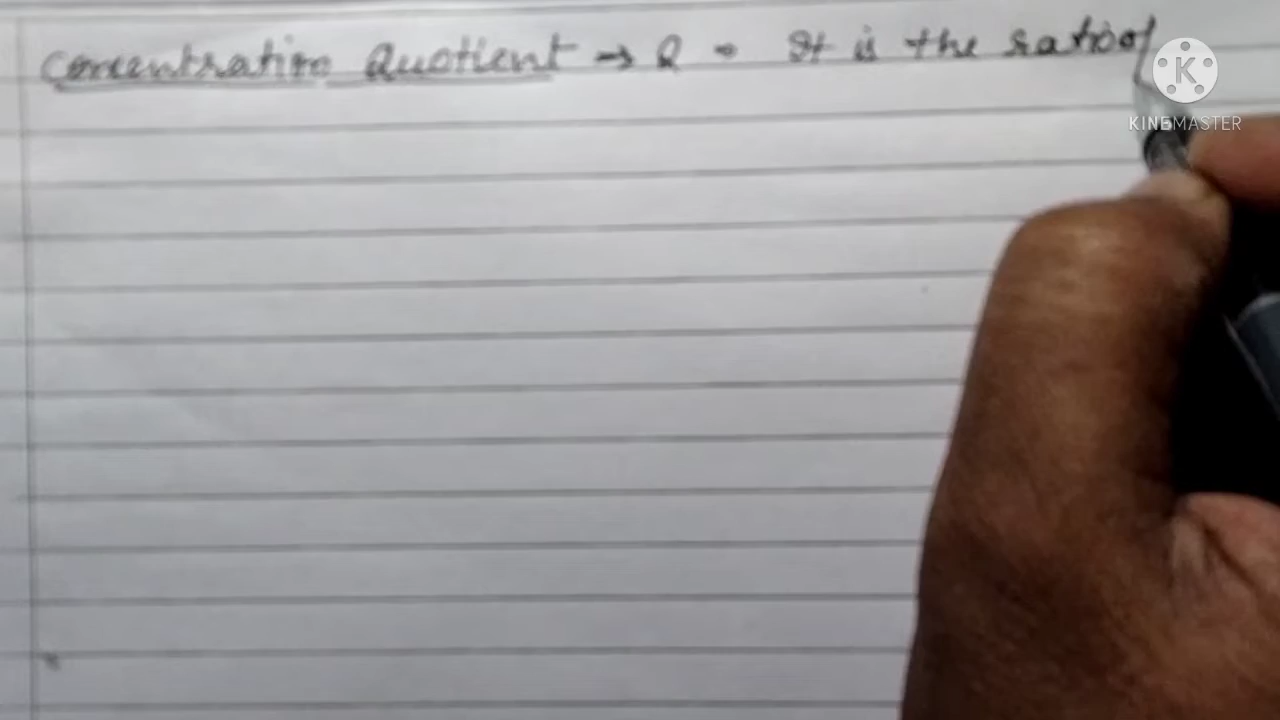 Concentration Quotient → Q → It is the ratio of
K
KINEMASTER